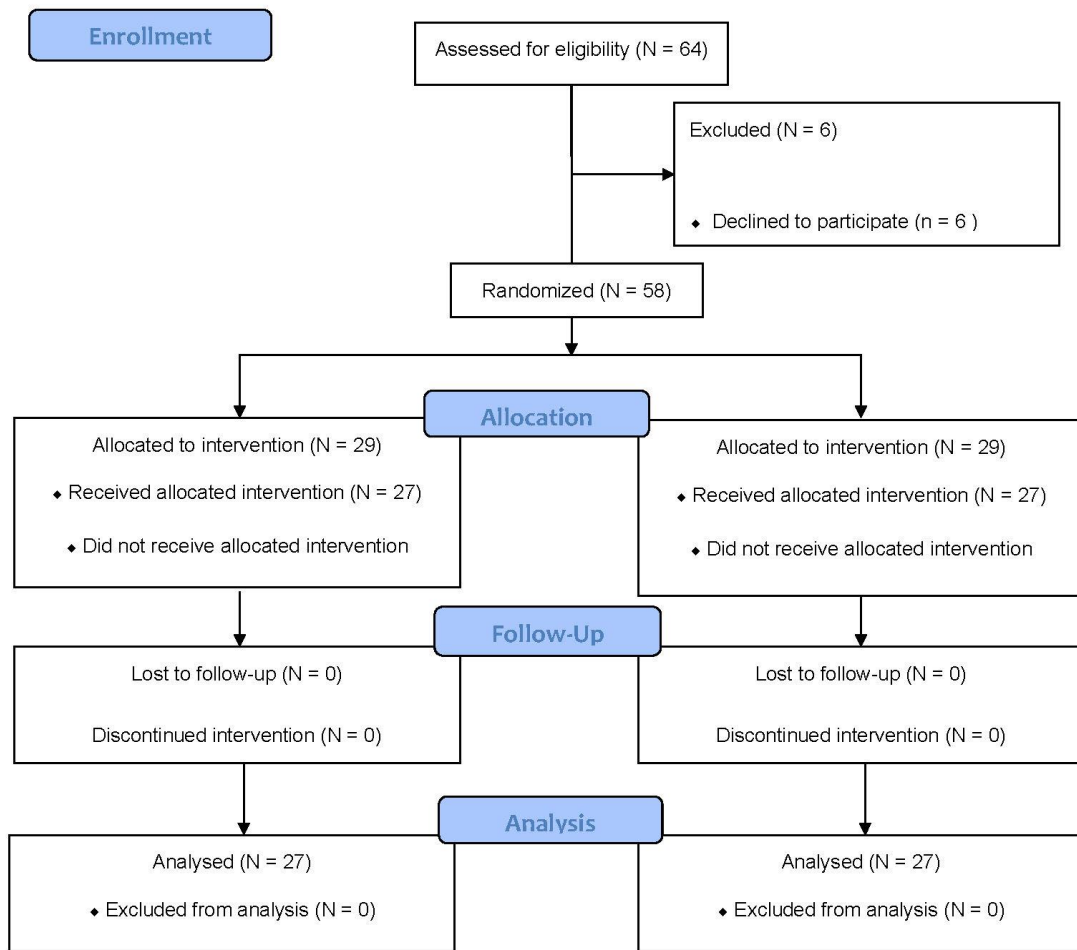 Enrollment
Assessed for eligibility (N = 64)
Excluded (N = 6)
⬥ Declined to participate (n = 6 )
Randomized (N = 58)
Allocation
Allocated to intervention (N = 29)
⬥ Received allocated intervention (N = 27)
⬥ Did not receive allocated intervention
Allocated to intervention (N = 29)
⬥ Received allocated intervention (N = 27)
⬥ Did not receive allocated intervention
Follow-Up
Lost to follow-up (N = 0)
Discontinued intervention (N = 0)
Lost to follow-up (N = 0)
Discontinued intervention (N = 0)
Analysis
Analysed (N = 27)
⬥ Excluded from analysis (N = 0)
Analysed (N = 27)
⬥ Excluded from analysis (N = 0)